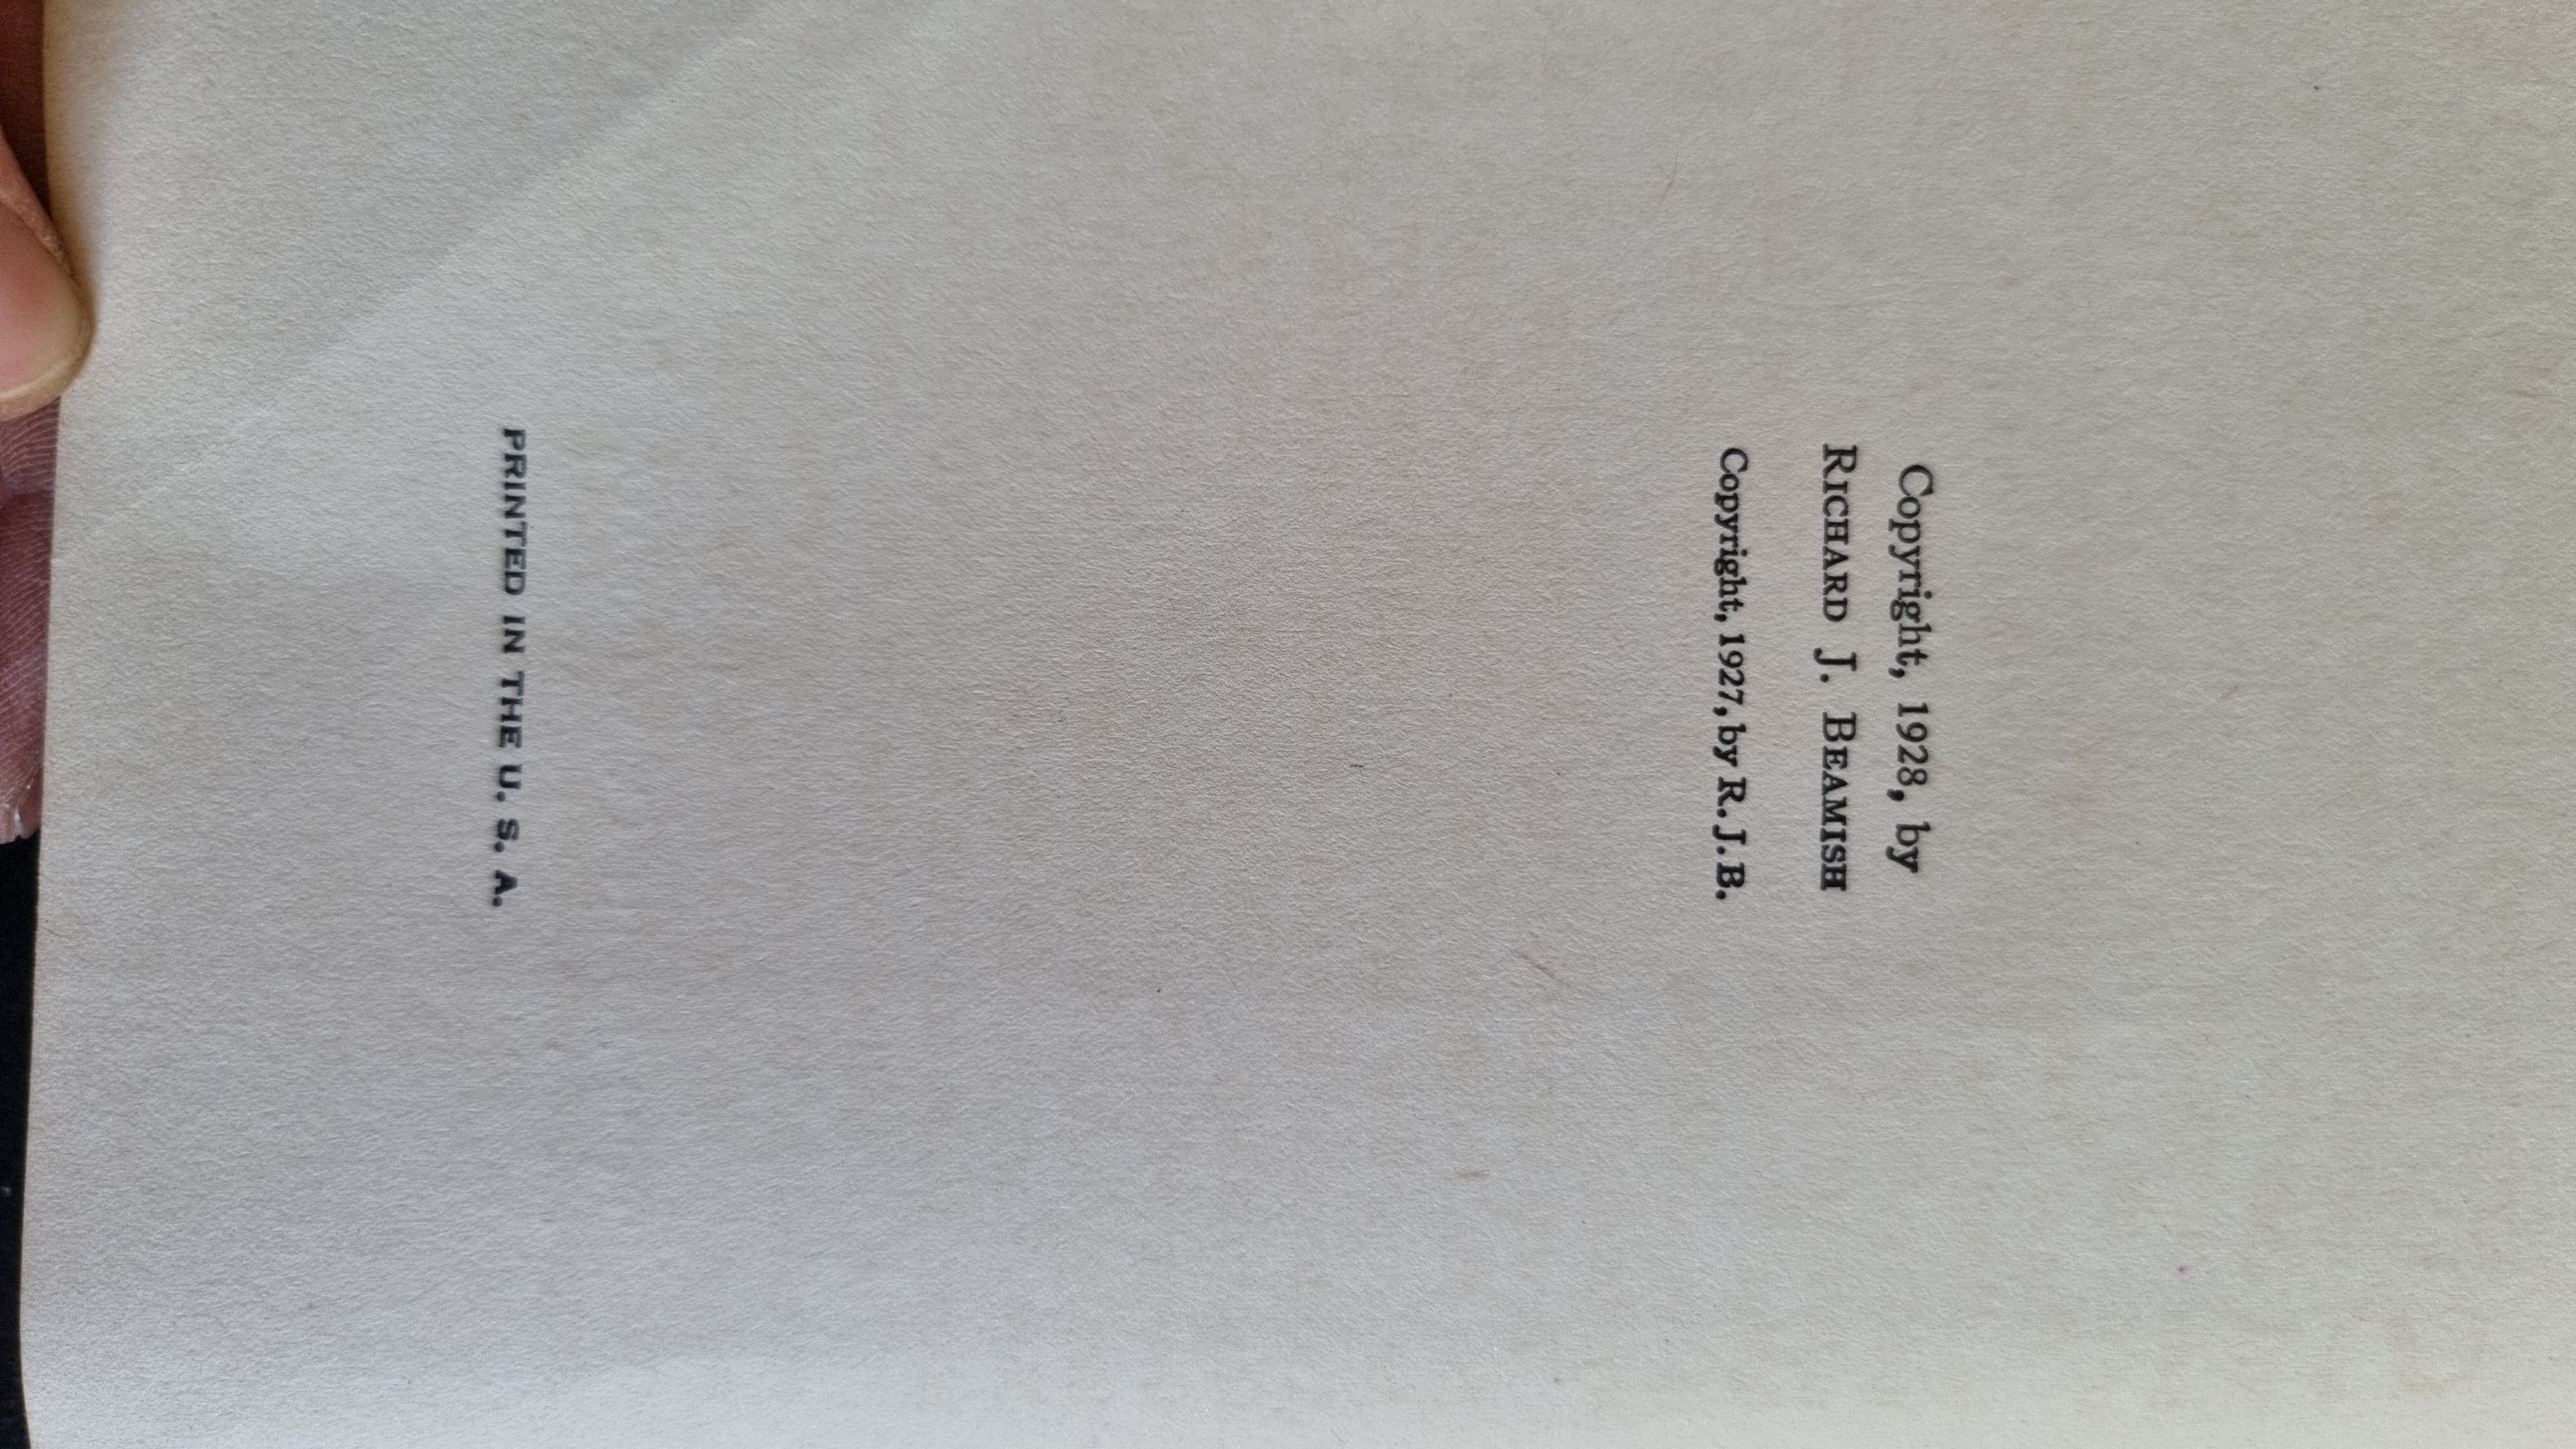 Copyright, 1928, by
RICHARD J. BEAMISH
Copyright, 1927, by R. J. B.
PRINTED IN THE U. S. A.